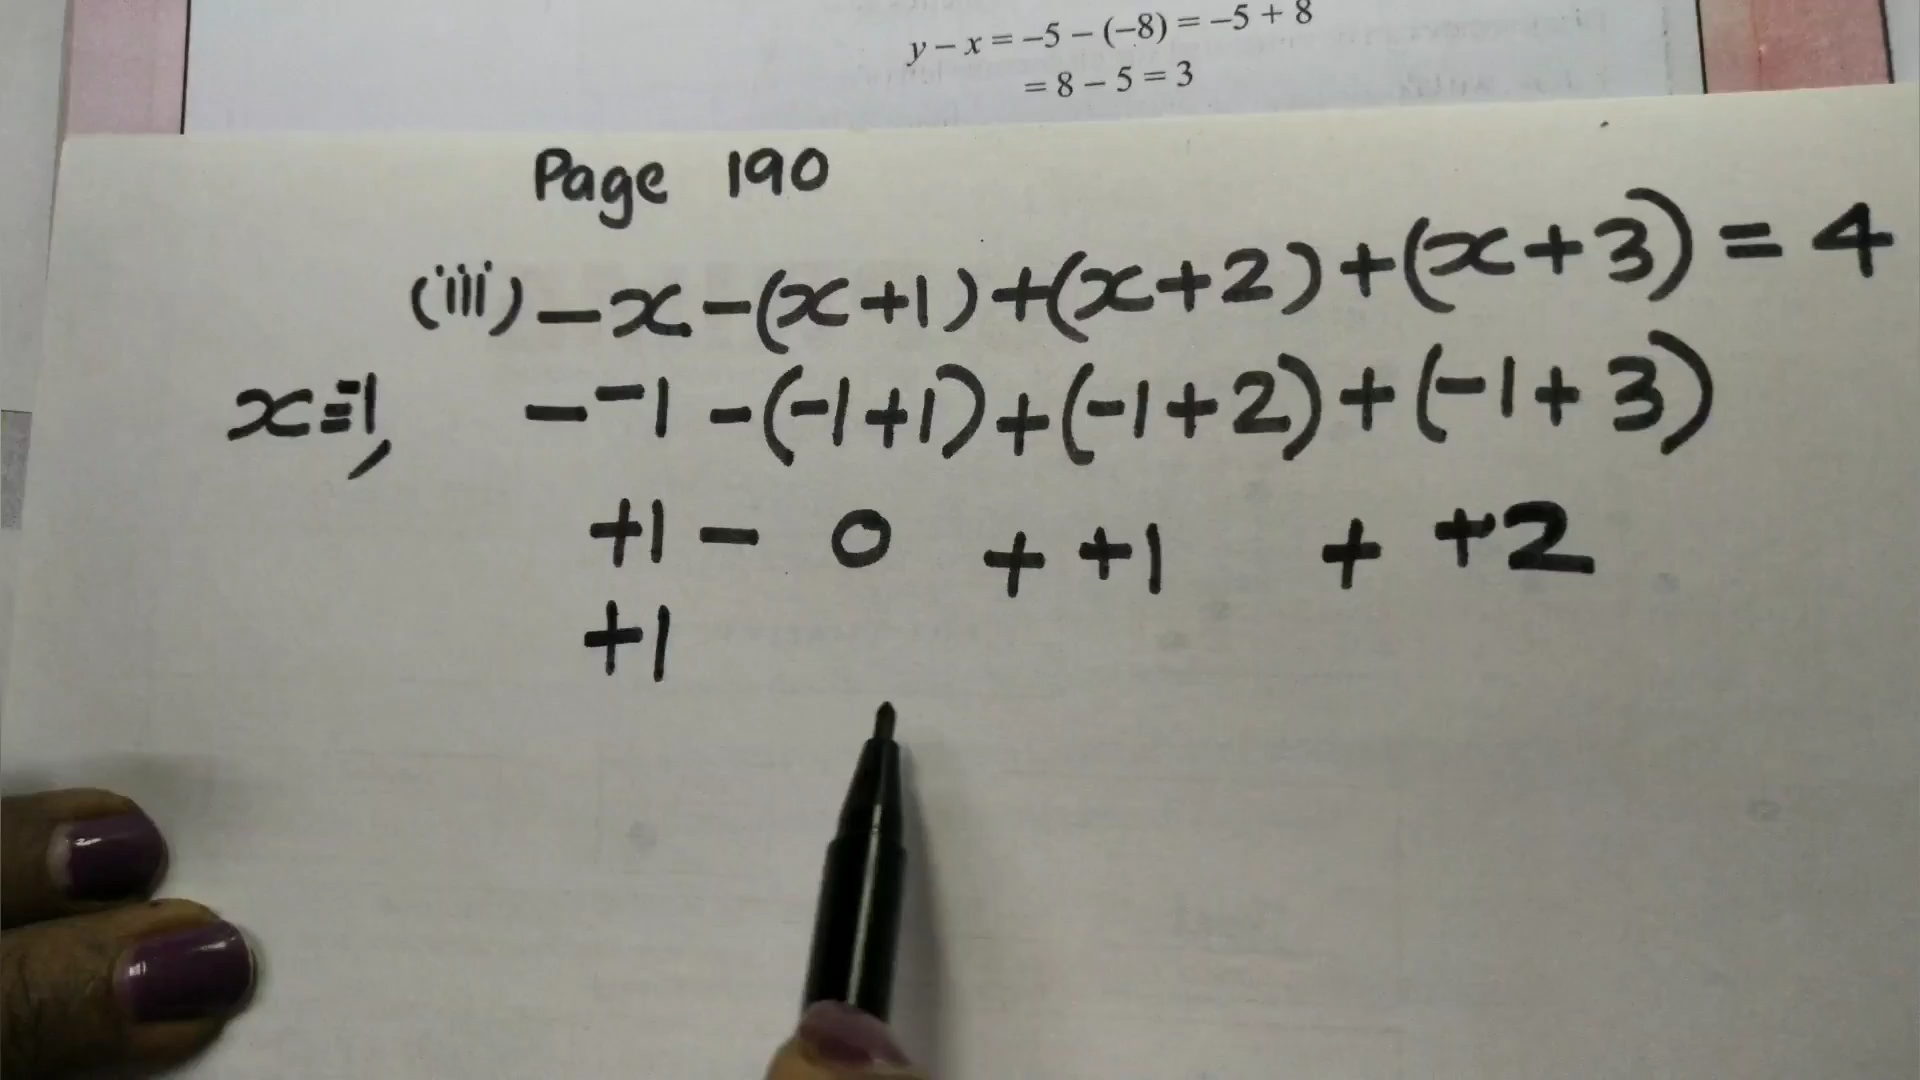 y – x = –5 – (–8) = –5 + 8
= 8 – 5 = 3
Page 190
(iii) -x-(x+1)+(x+2)+(x+3) = 4
x=-1, --1 -(-1+1)+(-1+2)+(-1+3)
+1 - 0 + +1 + +2
+1